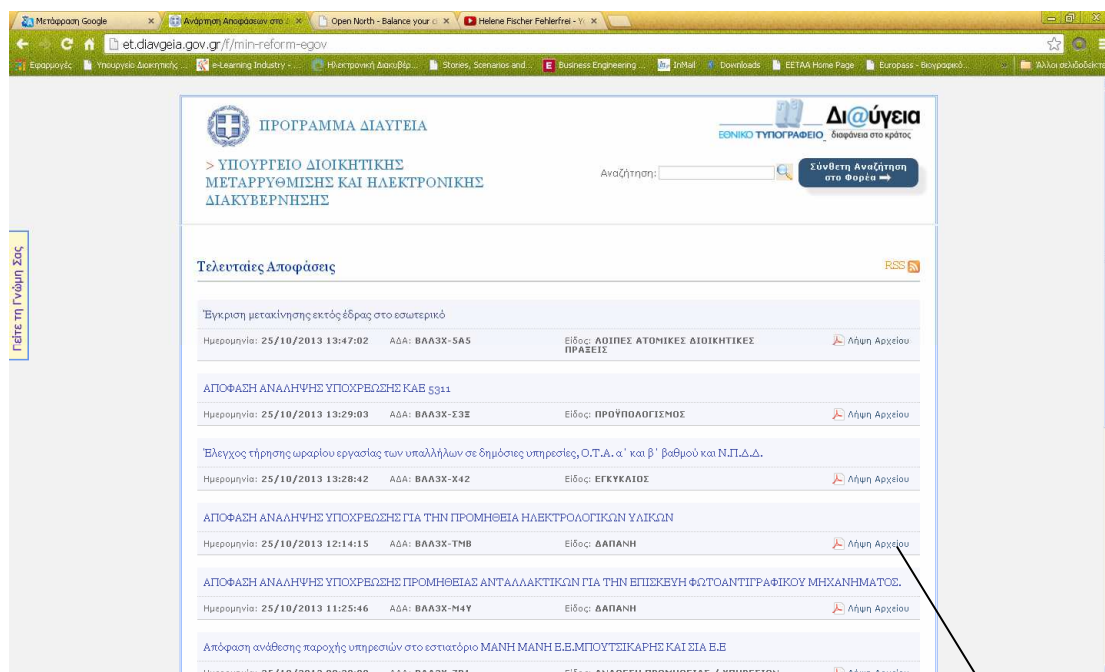 Μετάφραση Google
Ανάρτηση Αποφάσεων στο
Open North - Balance your
Helene Fischer Fehlerfrei - Y
et.diavgeia.gov.gr/f/min-reform-egov
Εφαρμογές
Υπουργείο Διοικητικής ...
e-Learning Industry - ...
Ηλεκτρονική Διακυβέρ...
Stories, Scenarios and...
Business Engineering ...
InMail
Downloads
EETAA Home Page
Europass - Βιογραφικό...
Άλλοι σελιδοδείκτε
ΠΡΟΓΡΑΜΜΑ ΔΙΑΥΓΕΙΑ
ΕΘΝΙΚΟ ΤΥΠΟΓΡΑΦΕΙΟ
Δι@ύγεια
διαφάνεια στο κράτος
> ΥΠΟΥΡΓΕΙΟ ΔΙΟΙΚΗΤΙΚΗΣ
ΜΕΤΑΡΡΥΘΜΙΣΗΣ ΚΑΙ ΗΛΕΚΤΡΟΝΙΚΗΣ
ΔΙΑΚΥΒΕΡΝΗΣΗΣ
Αναζήτηση:
Σύνθετη Αναζήτηση
στο Φορέα
Πείτε τη Γνώμη Σας
Τελευταίες Αποφάσεις
RSS
Έγκριση μετακίνησης εκτός έδρας στο εσωτερικό
Ημερομηνία: 25/10/2013 13:47:02 ΑΔΑ: ΒΛΛ3Χ-5Α5 Είδος: ΛΟΙΠΕΣ ΑΤΟΜΙΚΕΣ ΔΙΟΙΚΗΤΙΚΕΣ
ΠΡΑΞΕΙΣ
Λήψη Αρχείου
ΑΠΟΦΑΣΗ ΑΝΑΛΗΨΗΣ ΥΠΟΧΡΕΩΣΗΣ ΚΑΕ 5311
Ημερομηνία: 25/10/2013 13:29:03 ΑΔΑ: ΒΛΛ3Χ-Σ3Ξ Είδος: ΠΡΟΫΠΟΛΟΓΙΣΜΟΣ Λήψη Αρχείου
Έλεγχος τήρησης ωραρίου εργασίας των υπαλλήλων σε δημόσιες υπηρεσίες, Ο.Τ.Α. α΄ και β΄ βαθμού και Ν.Π.Δ.Δ.
Ημερομηνία: 25/10/2013 13:28:42 ΑΔΑ: ΒΛΛ3Χ-Χ42 Είδος: ΕΓΚΥΚΛΙΟΣ Λήψη Αρχείου
ΑΠΟΦΑΣΗ ΑΝΑΛΗΨΗΣ ΥΠΟΧΡΕΩΣΗΣ ΓΙΑ ΤΗΝ ΠΡΟΜΗΘΕΙΑ ΗΛΕΚΤΡΟΛΟΓΙΚΩΝ ΥΛΙΚΩΝ
Ημερομηνία: 25/10/2013 12:14:15 ΑΔΑ: ΒΛΛ3Χ-ΤΜΒ Είδος: ΔΑΠΑΝΗ Λήψη Αρχείου
ΑΠΟΦΑΣΗ ΑΝΑΛΗΨΗΣ ΥΠΟΧΡΕΩΣΗΣ ΠΡΟΜΗΘΕΙΑΣ ΑΝΤΑΛΛΑΚΤΙΚΩΝ ΓΙΑ ΤΗΝ ΕΠΙΣΚΕΥΗ ΦΩΤΟΑΝΤΙΓΡΑΦΙΚΟΥ ΜΗΧΑΝΗΜΑΤΟΣ.
Ημερομηνία: 25/10/2013 11:25:46 ΑΔΑ: ΒΛΛ3Χ-Μ4Υ Είδος: ΔΑΠΑΝΗ Λήψη Αρχείου
Απόφαση ανάθεσης παροχής υπηρεσιών στο εστιατόριο ΜΑΝΗ ΜΑΝΗ Ε.Ε.ΜΠΟΥΤΣΙΚΑΡΗΣ ΚΑΙ ΣΙΑ Ε.Ε